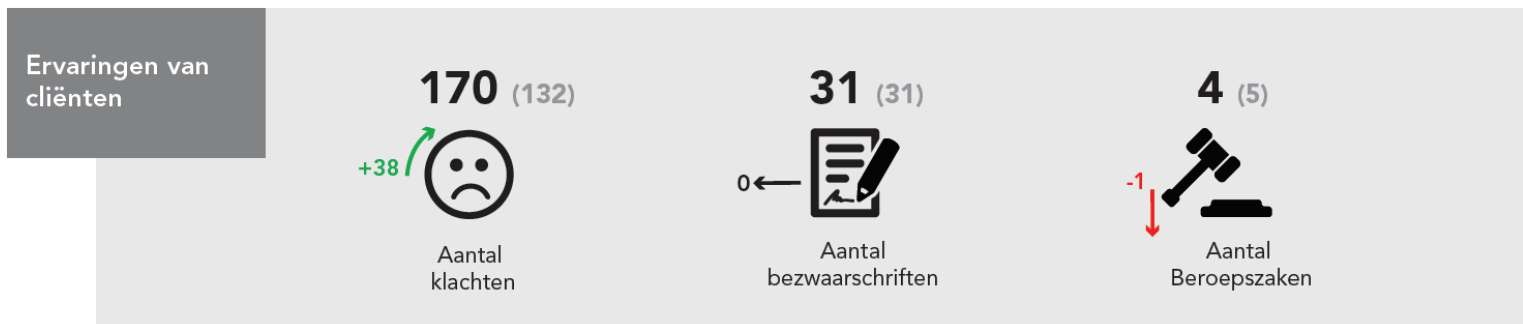 Ervaringen van
cliënten
170 (132)
+38
Aantal
klachten
31 (31)
0
Aantal
bezwaarschriften
4 (5)
-1
Aantal
Beroepszaken